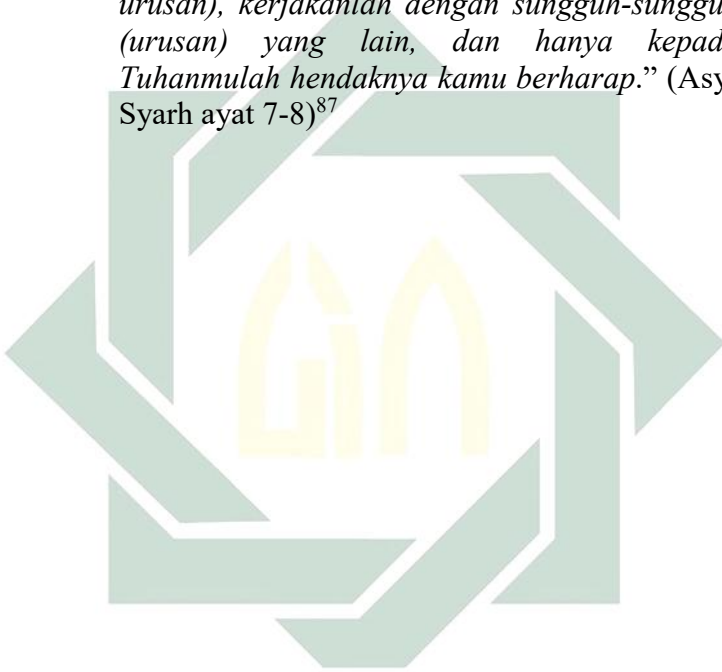 urusan), kerjakanlah dengan sungguh-sunggu
(urusan) yang lain, dan hanya kepad
Tuhanmulah hendaknya kamu berharap.” (Asy
Syarh ayat 7-8)87